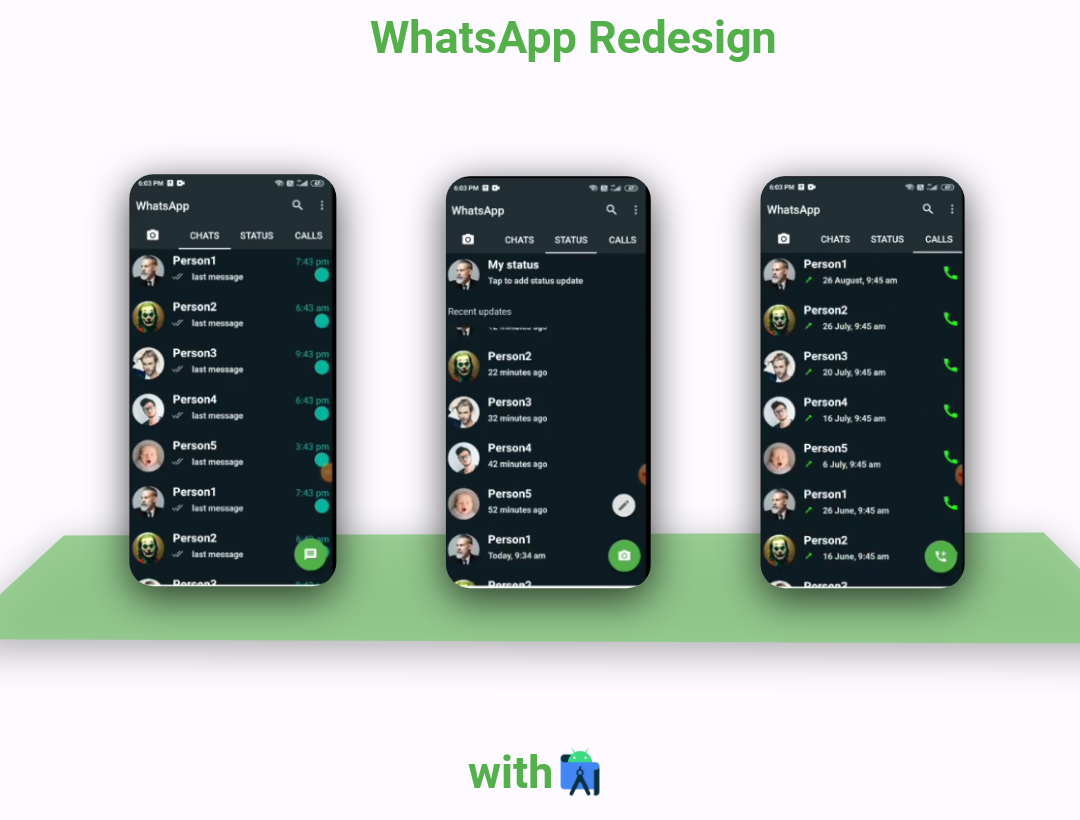 WhatsApp Redesign
6:03 PM
WhatsApp
CHATS STATUS CALLS
Person1 7:43 pm
last message
Person2 6:43 am
last message
Person3 9:43 pm
last message
Person4 6:43 pm
last message
Person5 3:43 pm
last message
Person1 7:43 pm
last message
Person2
last message
Person3
6:03 PM
WhatsApp
CHATS STATUS CALLS
My status
Tap to add status update
Recent updates
Person2
22 minutes ago
Person3
32 minutes ago
Person4
42 minutes ago
Person5
52 minutes ago
Person1
Today, 9:34 am
Person2
6:03 PM
WhatsApp
CHATS STATUS CALLS
Person1
26 August, 9:45 am
Person2
26 July, 9:45 am
Person3
20 July, 9:45 am
Person4
16 July, 9:45 am
Person5
6 July, 9:45 am
Person1
26 June, 9:45 am
Person2
16 June, 9:45 am
Person3
with